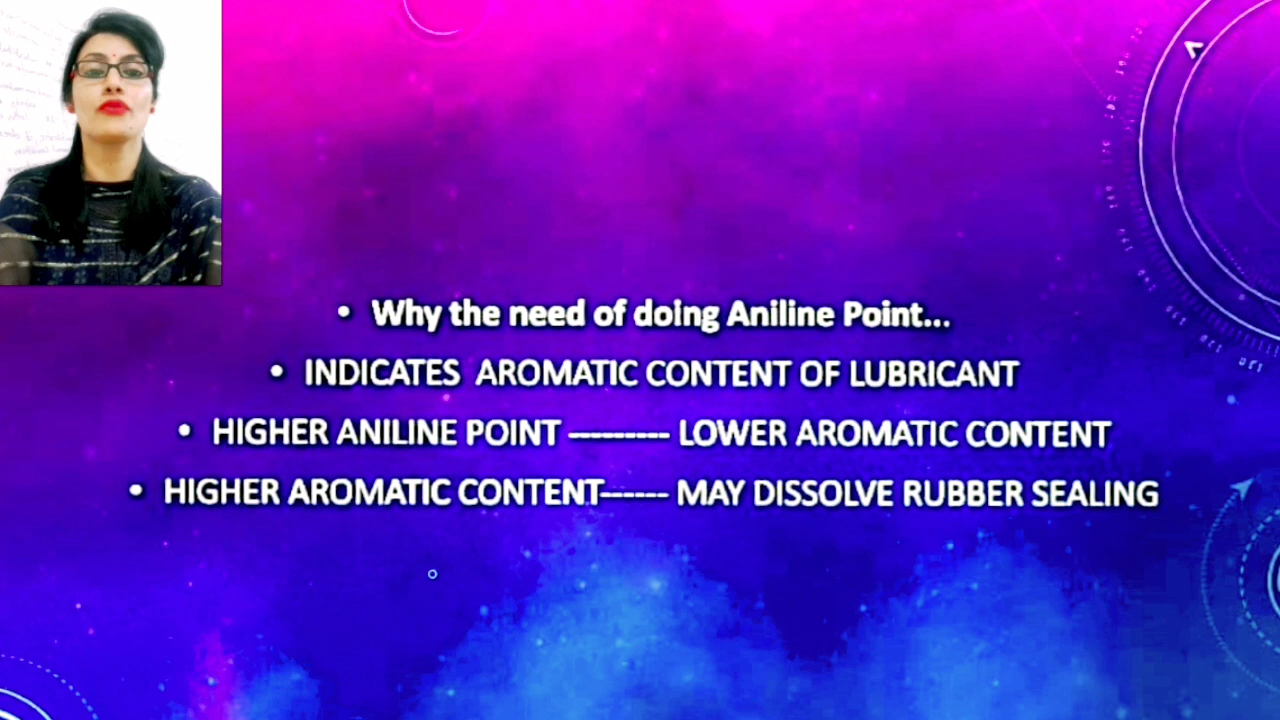 • Why the need of doing Aniline Point...
• INDICATES AROMATIC CONTENT OF LUBRICANT
• HIGHER ANILINE POINT --------- LOWER AROMATIC CONTENT
• HIGHER AROMATIC CONTENT------ MAY DISSOLVE RUBBER SEALING